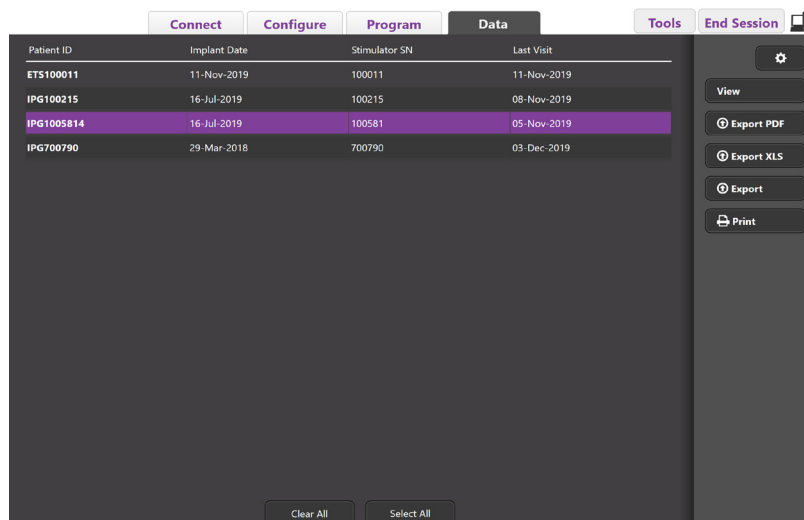 Connect Configure Program Data Tools End Session
Patient ID Implant Date Stimulator SN Last Visit
ETS100011 11-Nov-2019 100011 11-Nov-2019
IPG100215 16-Jul-2019 100215 08-Nov-2019
IPG1005814 16-Jul-2019 100581 05-Nov-2019
IPG700790 29-Mar-2018 700790 03-Dec-2019
View
Export PDF
Export XLS
Export
Print
Clear All Select All